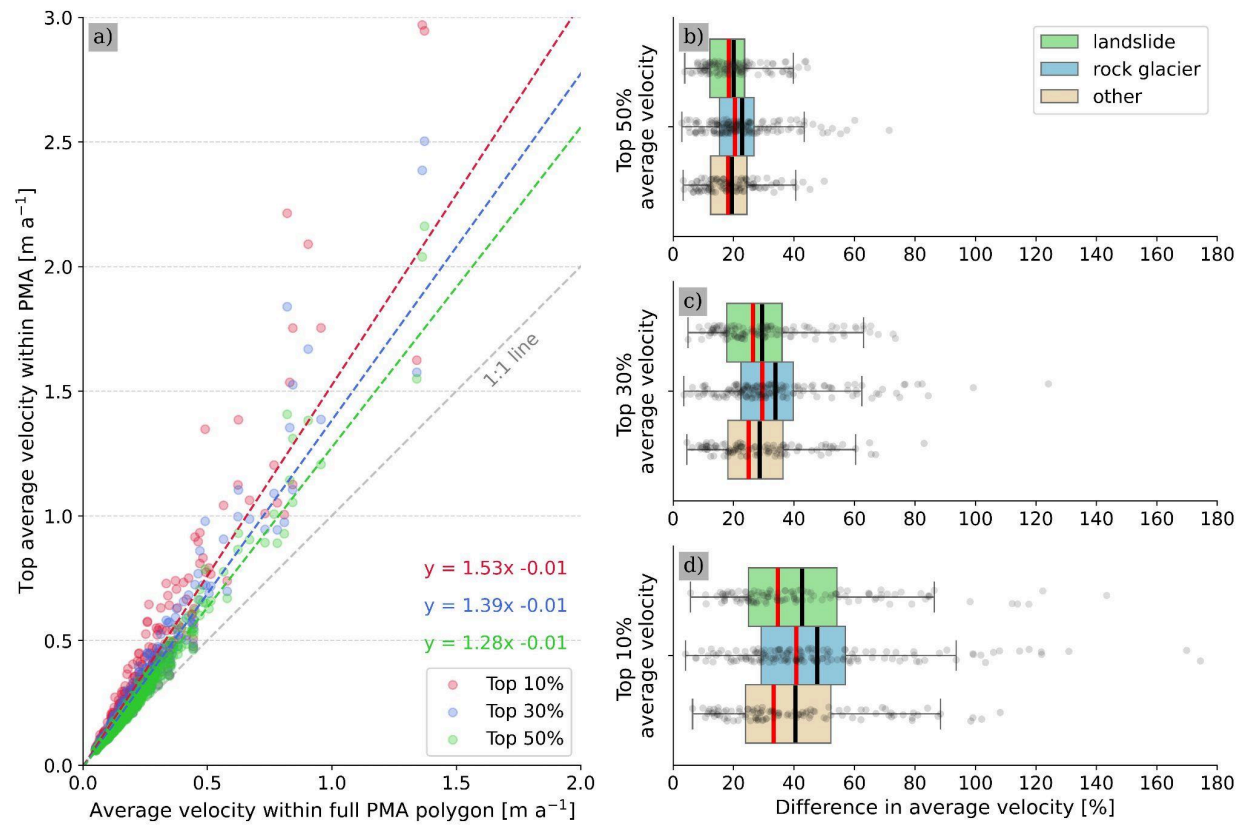 a)
3.0
2.5
2.0
1.5
1.0
0.5
0.0
Top average velocity within PMA [m a⁻¹]
1:1 line
y = 1.53x -0.01
y = 1.39x -0.01
y = 1.28x -0.01
Top 10%
Top 30%
Top 50%
0.0 0.5 1.0 1.5 2.0
Average velocity within full PMA polygon [m a⁻¹]
b)
Top 50%
average velocity
landslide
rock glacier
other
0 20 40 60 80 100 120 140 160 180
c)
Top 30%
average velocity
0 20 40 60 80 100 120 140 160 180
d)
Top 10%
average velocity
0 20 40 60 80 100 120 140 160 180
Difference in average velocity [%]